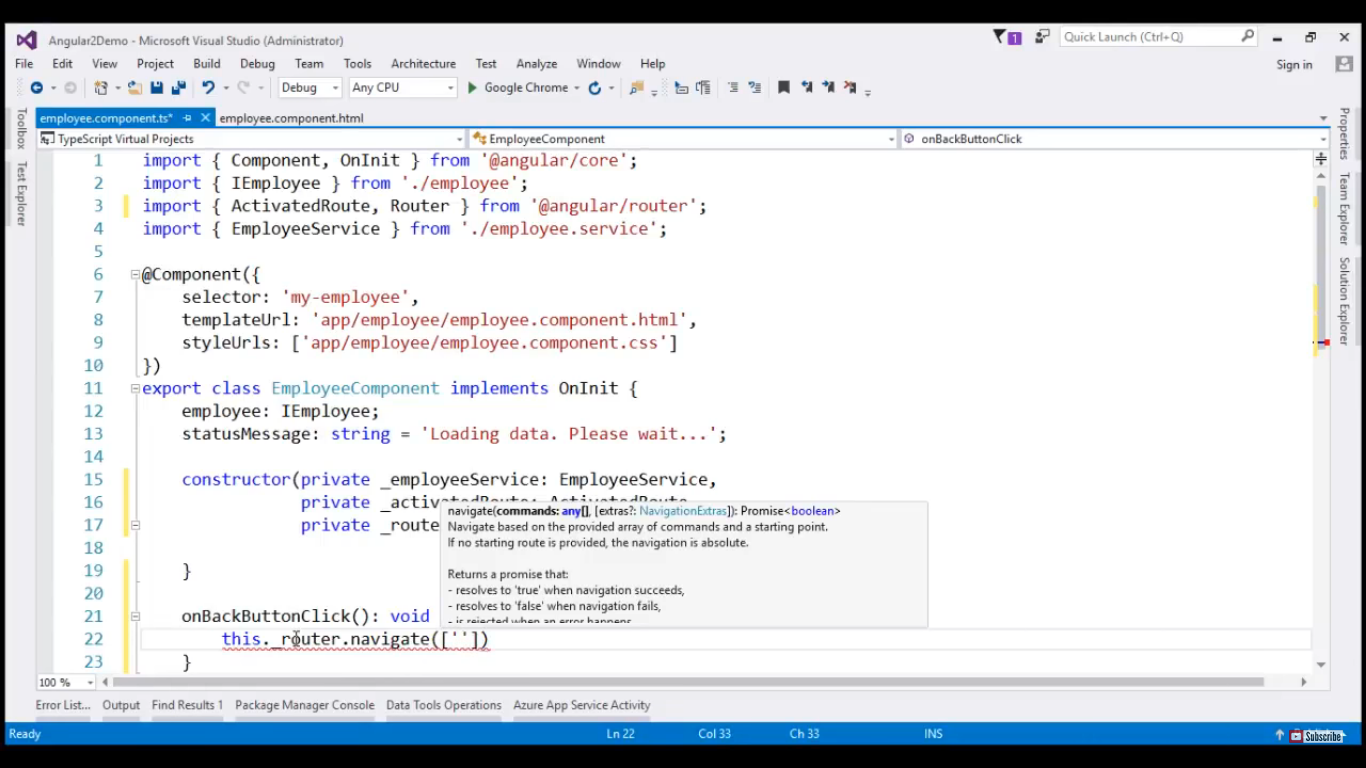 Angular2Demo - Microsoft Visual Studio (Administrator)
1
Quick Launch (Ctrl+Q)
File Edit View Project Build Debug Team Tools Architecture Test Analyze Window Help
Sign in
Debug Any CPU Google Chrome
employee.component.ts* employee.component.html
TypeScript Virtual Projects EmployeeComponent onBackButtonClick
Toolbox
Test Explorer
Properties
Team Explorer
Solution Explorer
1 import { Component, OnInit } from '@angular/core';
2 import { IEmployee } from './employee';
3 import { ActivatedRoute, Router } from '@angular/router';
4 import { EmployeeService } from './employee.service';
5
6 @Component({
7 selector: 'my-employee',
8 templateUrl: 'app/employee/employee.component.html',
9 styleUrls: ['app/employee/employee.component.css']
10 })
11 export class EmployeeComponent implements OnInit {
12 employee: IEmployee;
13 statusMessage: string = 'Loading data. Please wait...';
14
15 constructor(private _employeeService: EmployeeService,
16 private _activatedRoute: ActivatedRoute,
17 private _route
18
19 }
20
21 onBackButtonClick(): void
22 this._router.navigate([''])
23 }
navigate(commands: any[], [extras?: NavigationExtras]): Promise<boolean>
Navigate based on the provided array of commands and a starting point.
If no starting route is provided, the navigation is absolute.
Returns a promise that:
- resolves to 'true' when navigation succeeds,
- resolves to 'false' when navigation fails,
- is rejected when an error happens.
100 %
Error List... Output Find Results 1 Package Manager Console Data Tools Operations Azure App Service Activity
Ready Ln 22 Col 33 Ch 33 INS
Subscribe